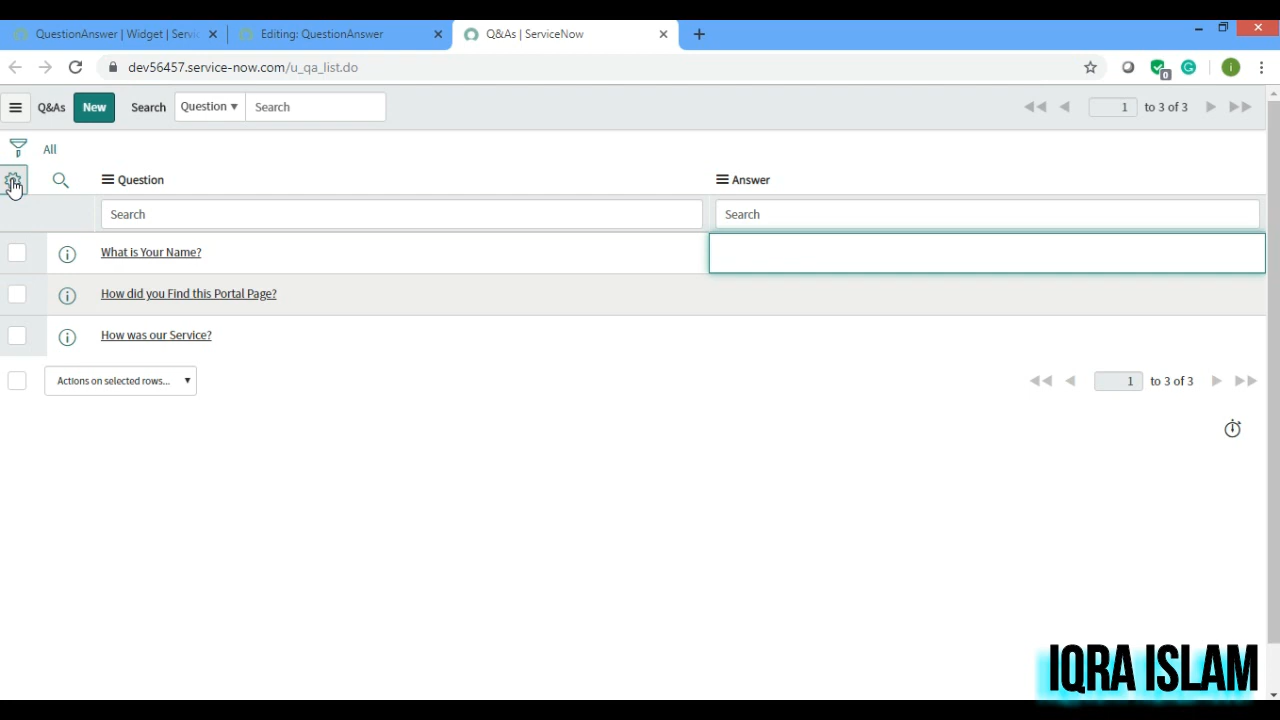 QuestionAnswer | Widget | Servic
Editing: QuestionAnswer
Q&As | ServiceNow
dev56457.service-now.com/u_qa_list.do
0
i
Q&As
New
Search
Question
Search
1 to 3 of 3
All
Question
Answer
Search
Search
What is Your Name?
How did you Find this Portal Page?
How was our Service?
Actions on selected rows...
1 to 3 of 3
IQRA ISLAM